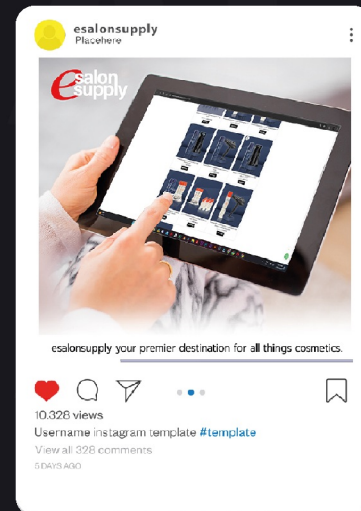 esalonsupply
Placehere
esalon
supply
esalonsupply your premier destination for all things cosmetics.
10.328 views
Username instagram template #template
View all 328 comments
5 DAYS AGO